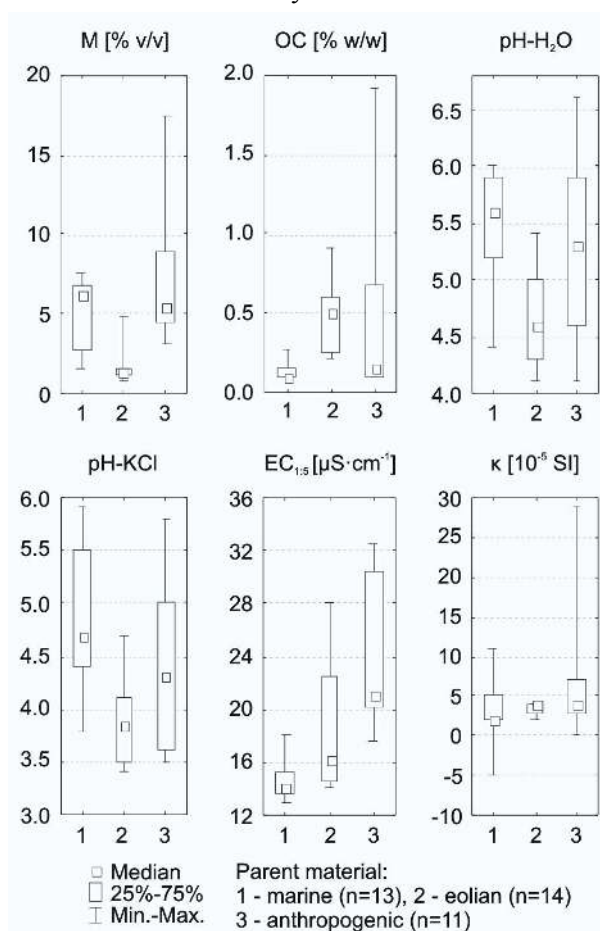 M [% v/v] OC [% w/w] pH-H₂O
20 2.0
6.5
15 1.5 6.0
5.5
10 1.0
5.0
5 0.5
4.5
0 0.0 4.0
1 2 3 1 2 3 1 2 3
pH-KCl EC₁:₅ [µS·cm⁻¹] κ [10⁻⁵ SI]
6.0 36 30
25
5.5 32
20
5.0 28 15
4.5 24 10
5
4.0 20
0
3.5 16
-5
3.0 12 -10
1 2 3 1 2 3 1 2 3
Median Parent material:
25%-75% 1 - marine (n=13), 2 - eolian (n=14)
Min.-Max. 3 - anthropogenic (n=11)